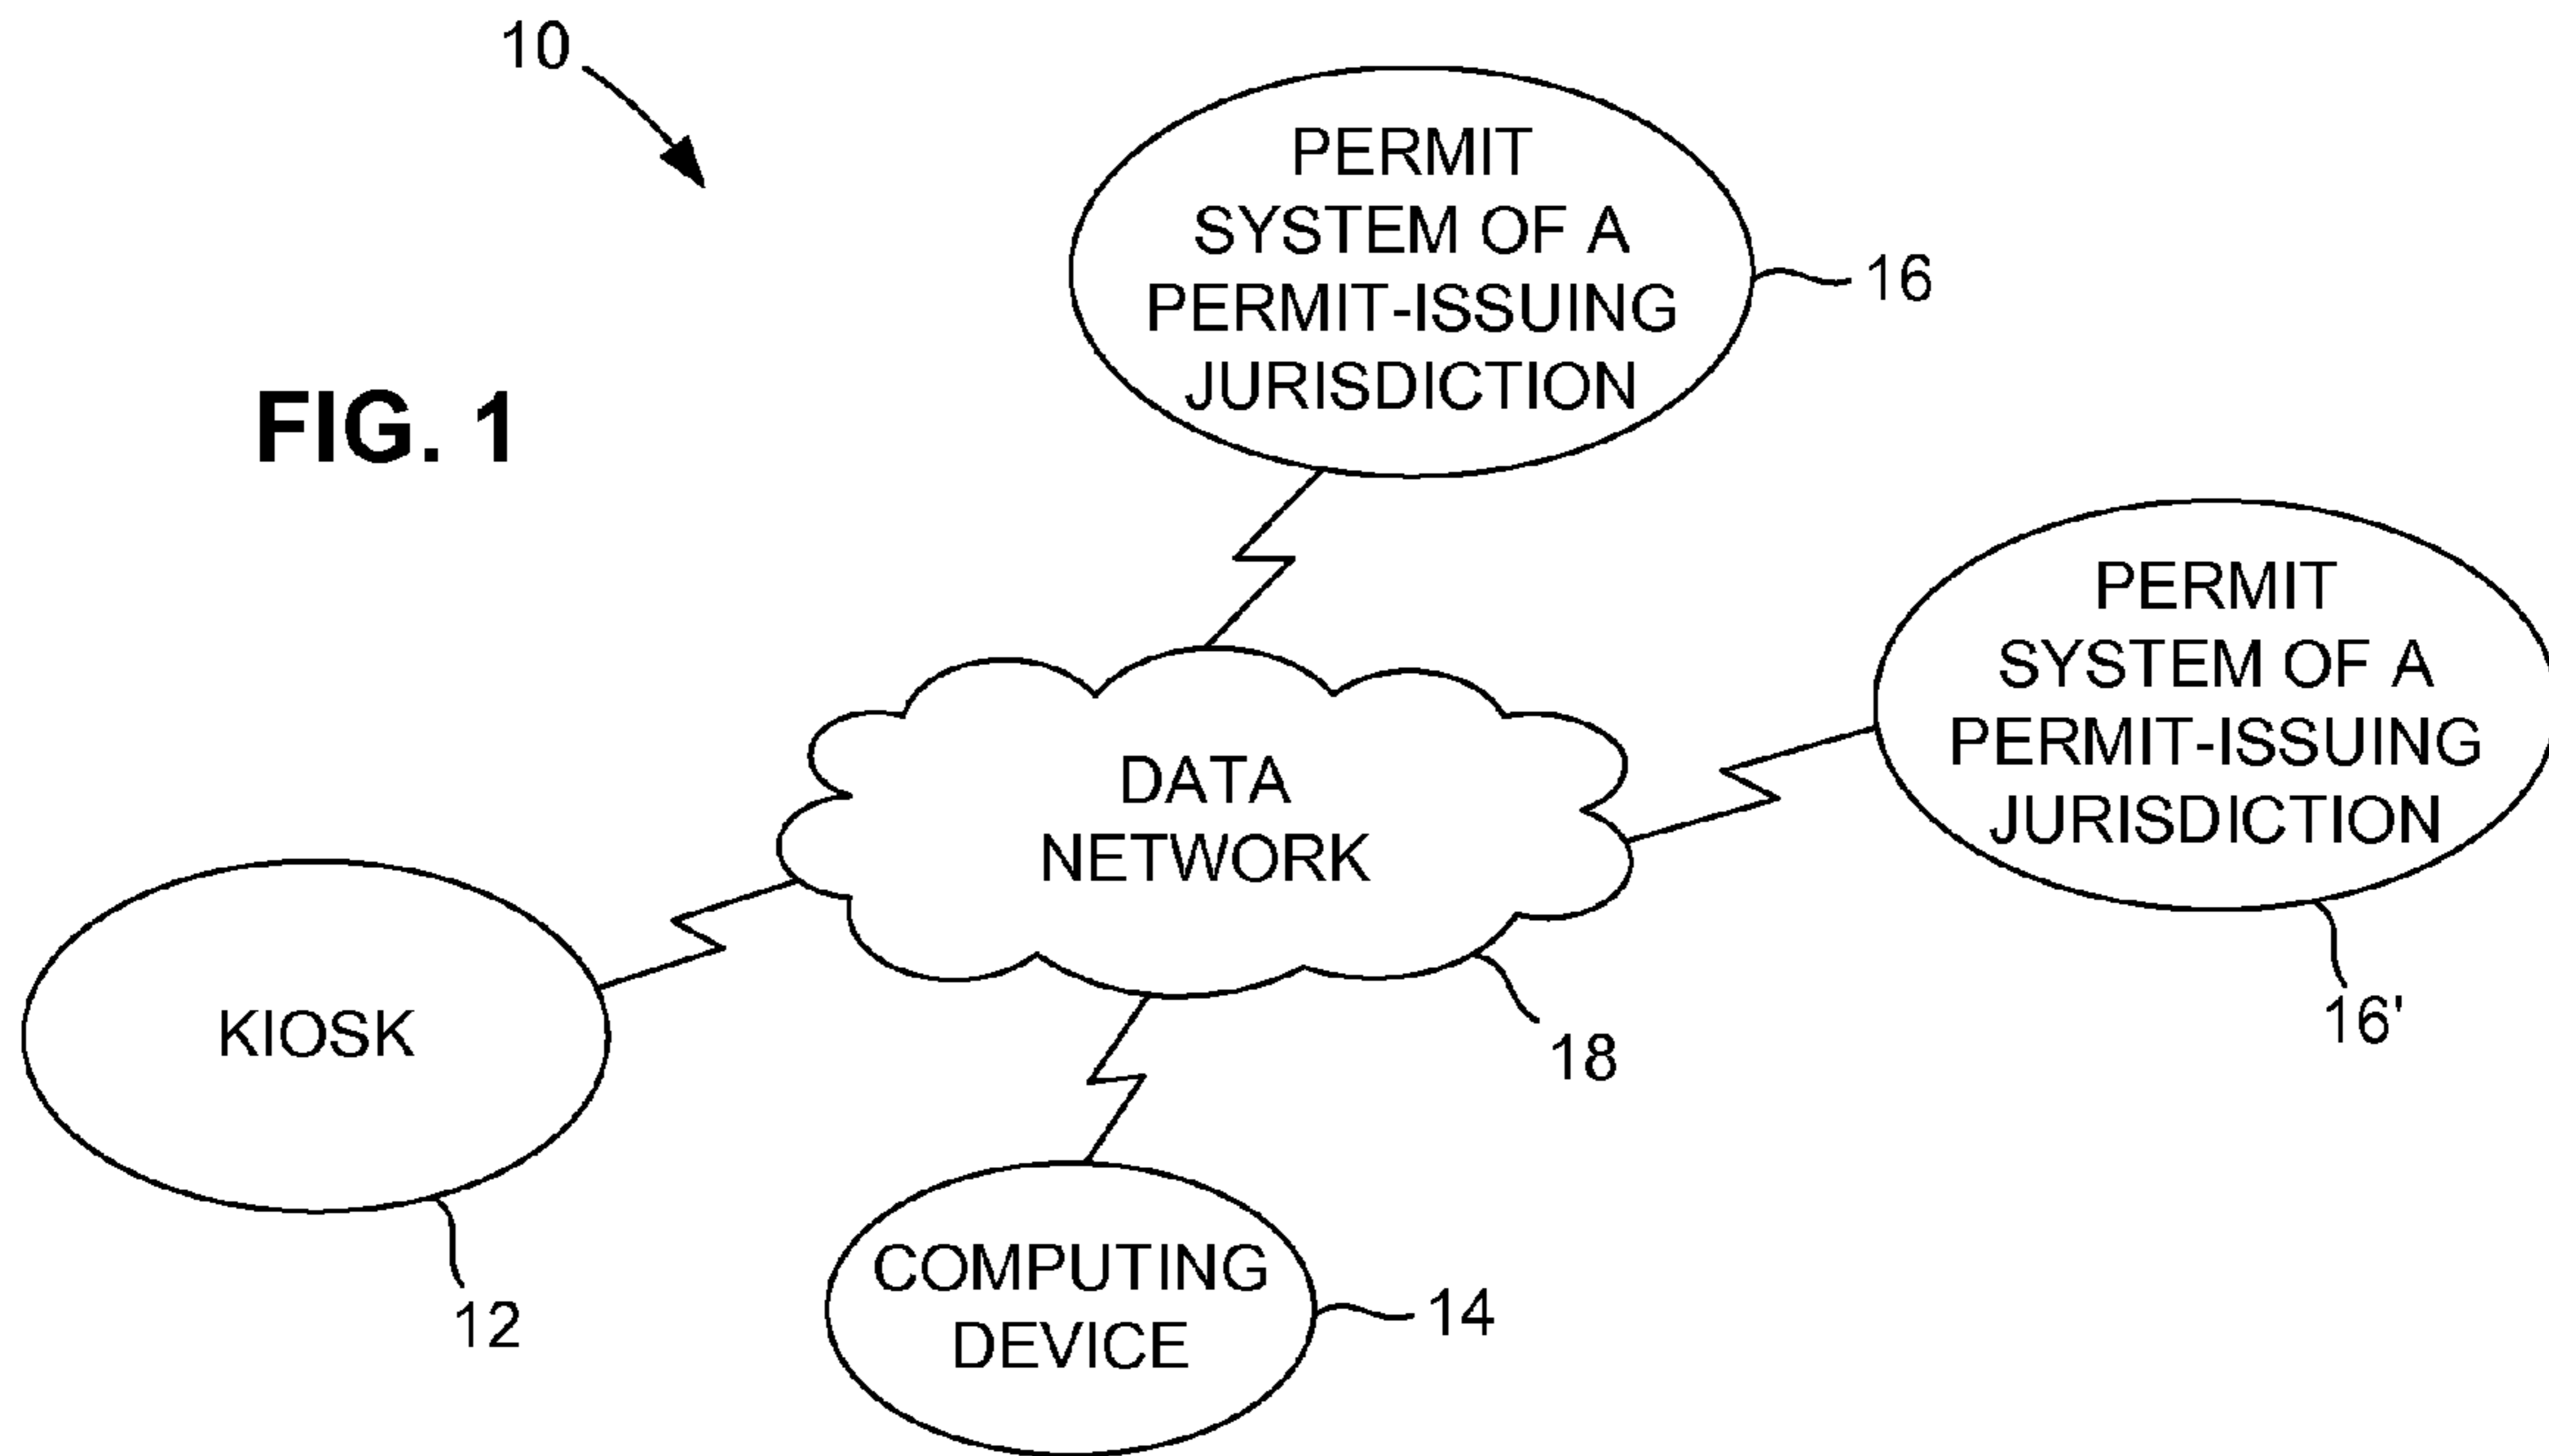 10
PERMIT
SYSTEM OF A
PERMIT-ISSUING
JURISDICTION
16
FIG. 1
PERMIT
SYSTEM OF A
PERMIT-ISSUING
JURISDICTION
16'
DATA
NETWORK
18
KIOSK
12
COMPUTING
DEVICE
14